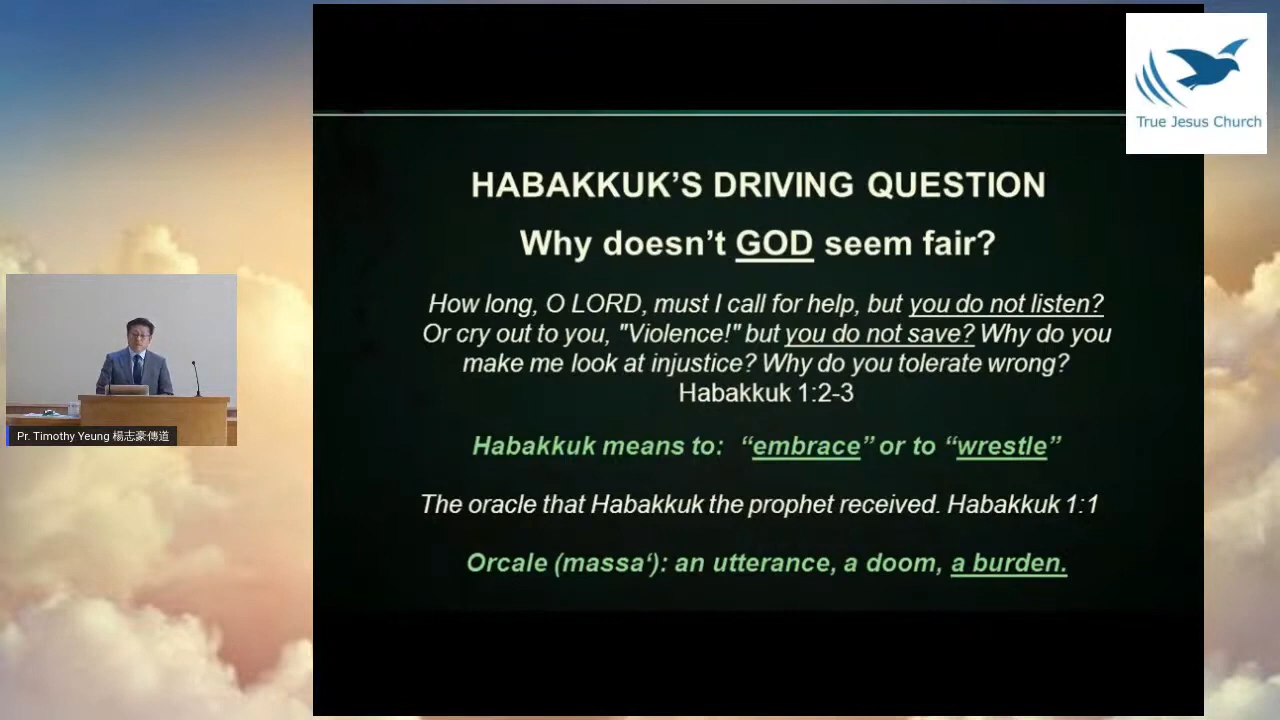 True Jesus Church
HABAKKUK’S DRIVING QUESTION
Why doesn’t GOD seem fair?
How long, O LORD, must I call for help, but you do not listen?
Or cry out to you, "Violence!" but you do not save? Why do you
make me look at injustice? Why do you tolerate wrong?
Habakkuk 1:2-3
Habakkuk means to: “embrace” or to “wrestle”
The oracle that Habakkuk the prophet received. Habakkuk 1:1
Orcale (massa‘): an utterance, a doom, a burden.
Pr. Timothy Yeung 楊志豪傳道